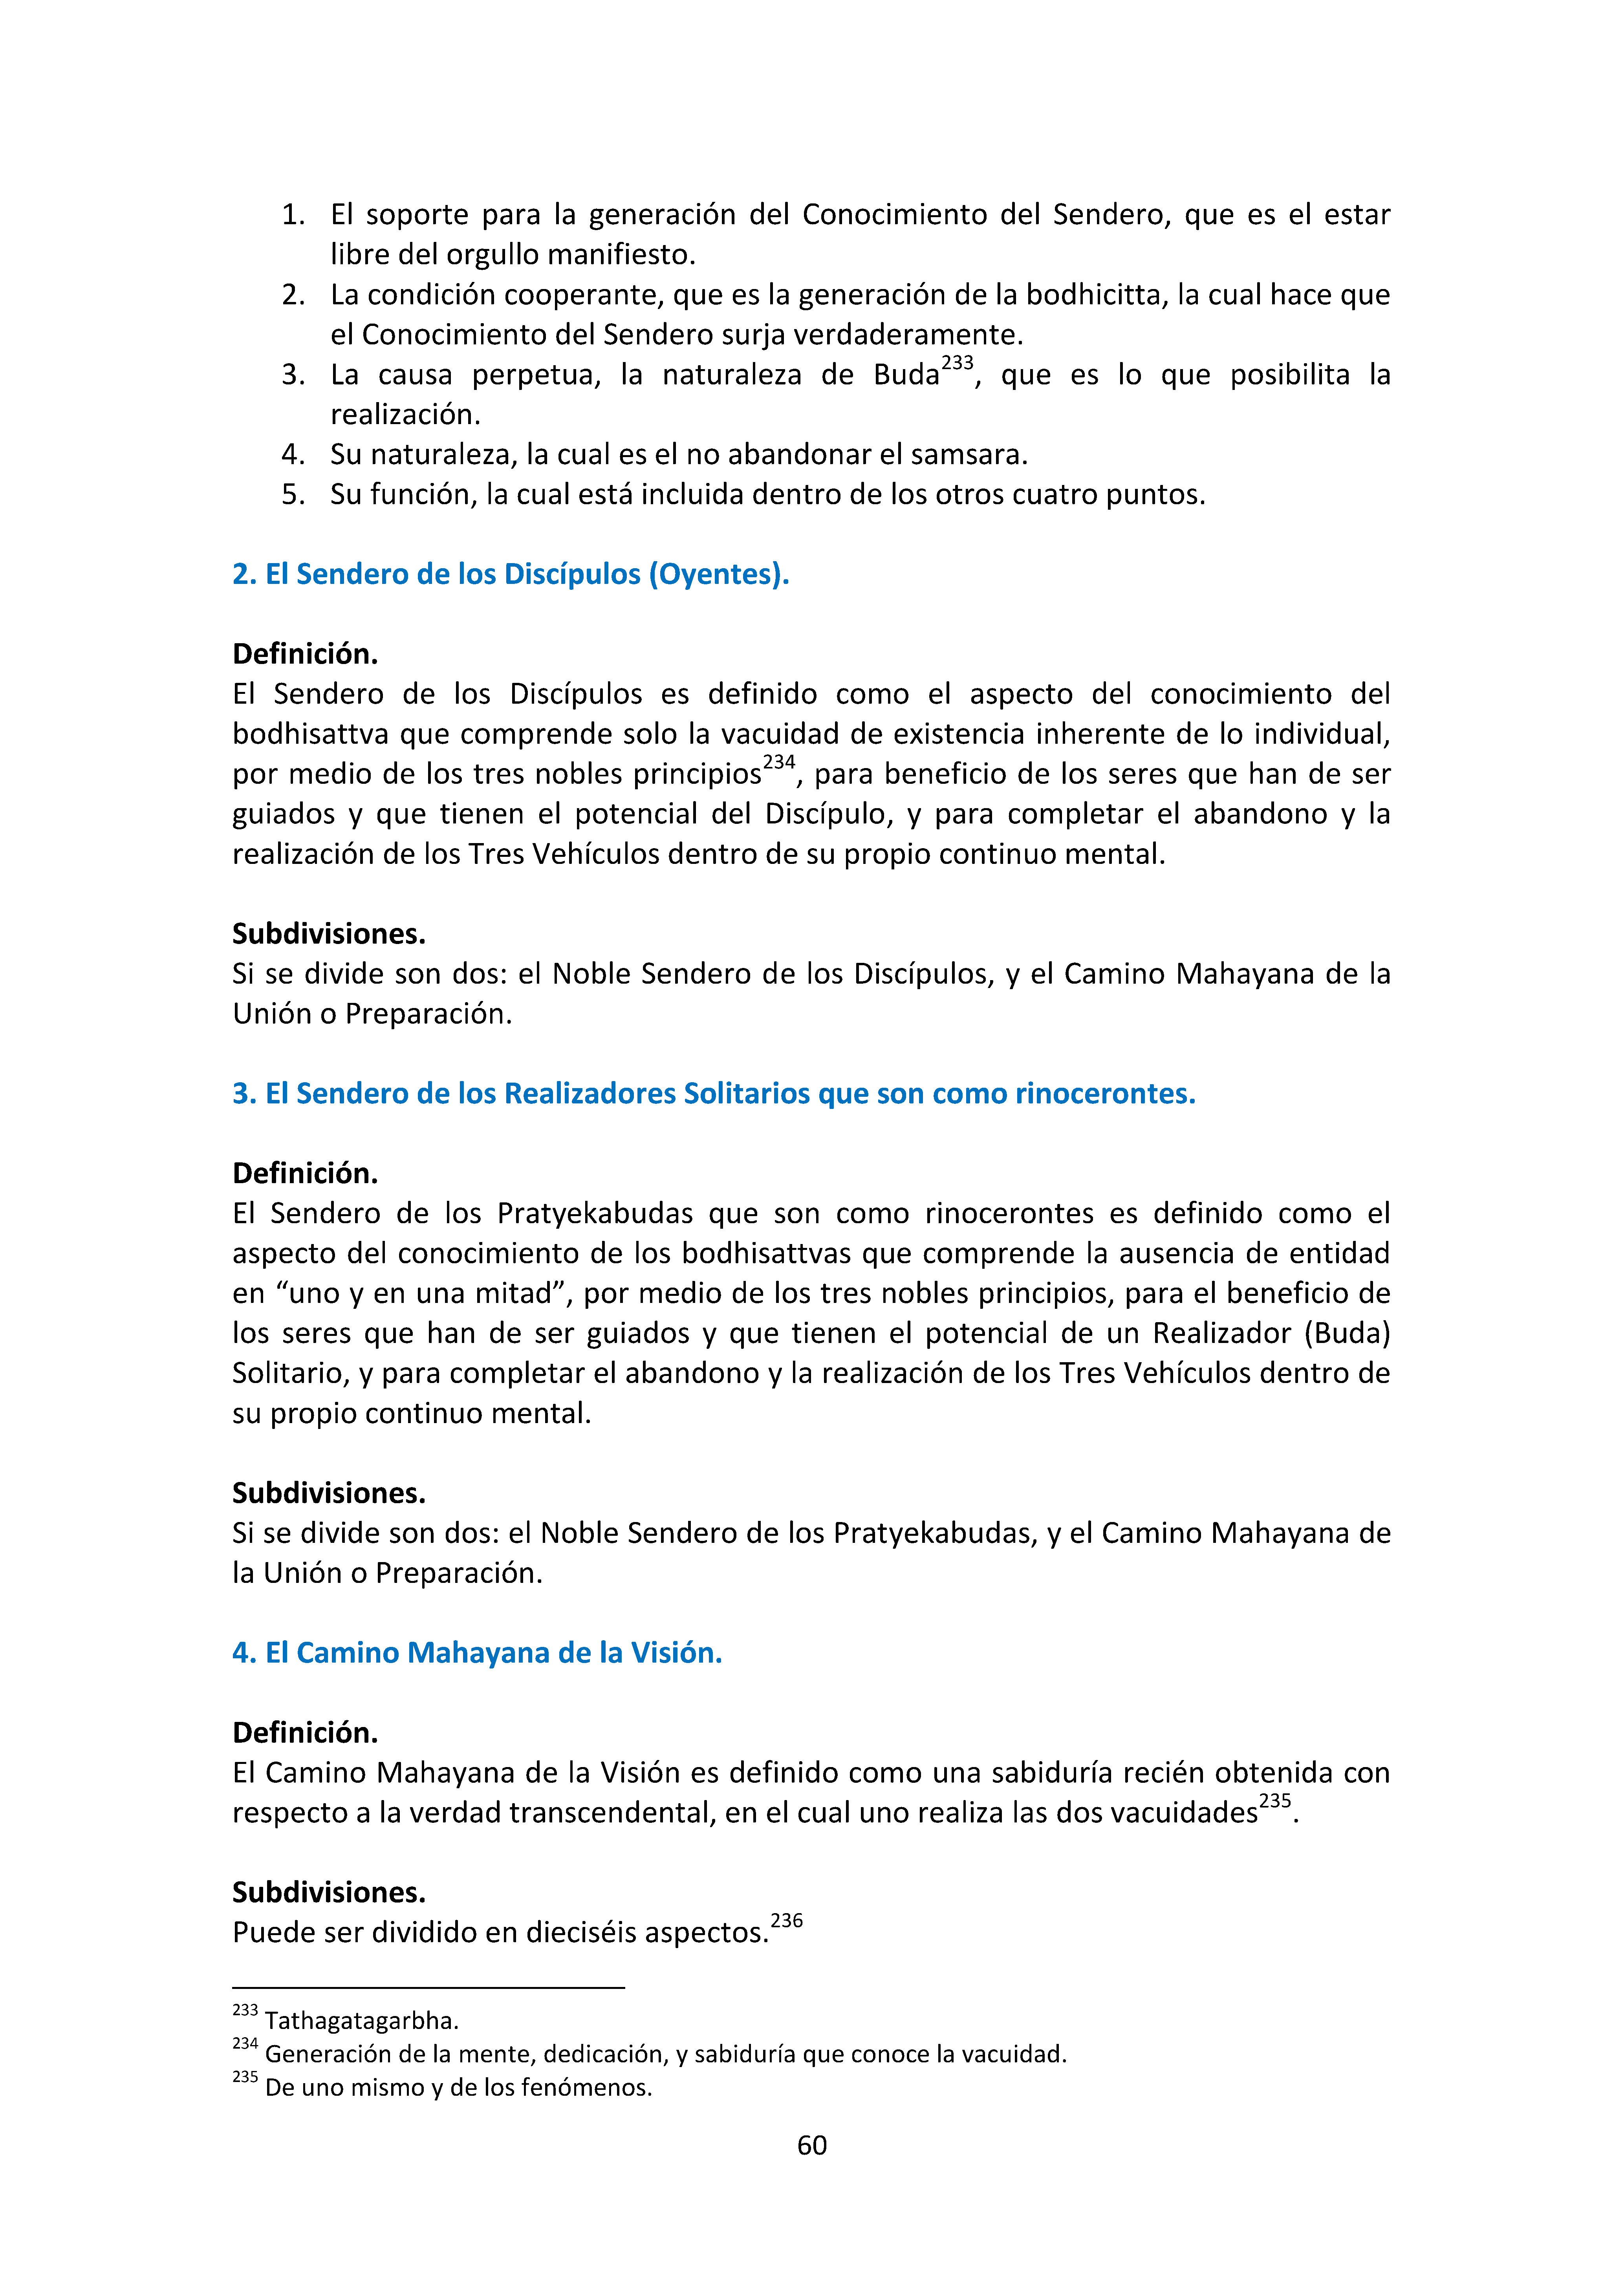 1. El soporte para la generación del Conocimiento del Sendero, que es el estar
libre del orgullo manifiesto.
2. La condición cooperante, que es la generación de la bodhicitta, la cual hace que
el Conocimiento del Sendero surja verdaderamente.
3. La causa perpetua, la naturaleza de Buda233, que es lo que posibilita la
realización.
4. Su naturaleza, la cual es el no abandonar el samsara.
5. Su función, la cual está incluida dentro de los otros cuatro puntos.
2. El Sendero de los Discípulos (Oyentes).
Definición.
El Sendero de los Discípulos es definido como el aspecto del conocimiento del
bodhisattva que comprende solo la vacuidad de existencia inherente de lo individual,
por medio de los tres nobles principios234, para beneficio de los seres que han de ser
guiados y que tienen el potencial del Discípulo, y para completar el abandono y la
realización de los Tres Vehículos dentro de su propio continuo mental.
Subdivisiones.
Si se divide son dos: el Noble Sendero de los Discípulos, y el Camino Mahayana de la
Unión o Preparación.
3. El Sendero de los Realizadores Solitarios que son como rinocerontes.
Definición.
El Sendero de los Pratyekabudas que son como rinocerontes es definido como el
aspecto del conocimiento de los bodhisattvas que comprende la ausencia de entidad
en “uno y en una mitad”, por medio de los tres nobles principios, para el beneficio de
los seres que han de ser guiados y que tienen el potencial de un Realizador (Buda)
Solitario, y para completar el abandono y la realización de los Tres Vehículos dentro de
su propio continuo mental.
Subdivisiones.
Si se divide son dos: el Noble Sendero de los Pratyekabudas, y el Camino Mahayana de
la Unión o Preparación.
4. El Camino Mahayana de la Visión.
Definición.
El Camino Mahayana de la Visión es definido como una sabiduría recién obtenida con
respecto a la verdad transcendental, en el cual uno realiza las dos vacuidades235.
Subdivisiones.
Puede ser dividido en dieciséis aspectos.236
233 Tathagatagarbha.
234 Generación de la mente, dedicación, y sabiduría que conoce la vacuidad.
235 De uno mismo y de los fenómenos.
60